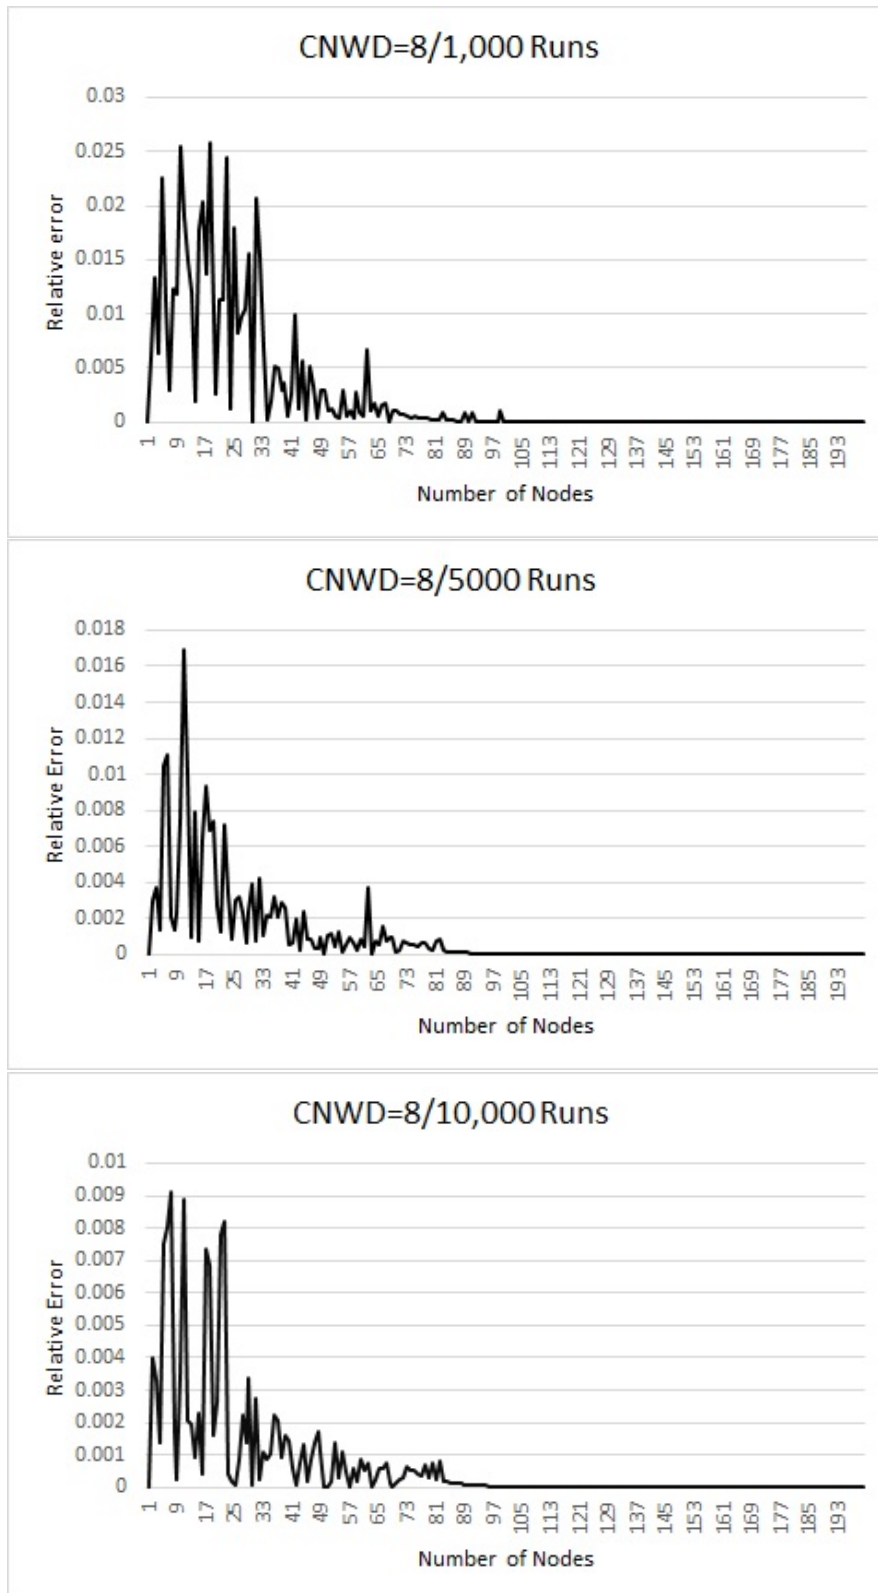 CNWD=8/1,000 Runs
0.03
0.025
0.02
0.015
0.01
0.005
0
Relative error
1 9 17 25 33 41 49 57 65 73 81 89 97 105 113 121 129 137 145 153 161 169 177 185 193
Number of Nodes
CNWD=8/5000 Runs
0.018
0.016
0.014
0.012
0.01
0.008
0.006
0.004
0.002
0
Relative Error
1 9 17 25 33 41 49 57 65 73 81 89 97 105 113 121 129 137 145 153 161 169 177 185 193
Number of Nodes
CNWD=8/10,000 Runs
0.01
0.009
0.008
0.007
0.006
0.005
0.004
0.003
0.002
0.001
0
Relative Error
1 9 17 25 33 41 49 57 65 73 81 89 97 105 113 121 129 137 145 153 161 169 177 185 193
Number of Nodes